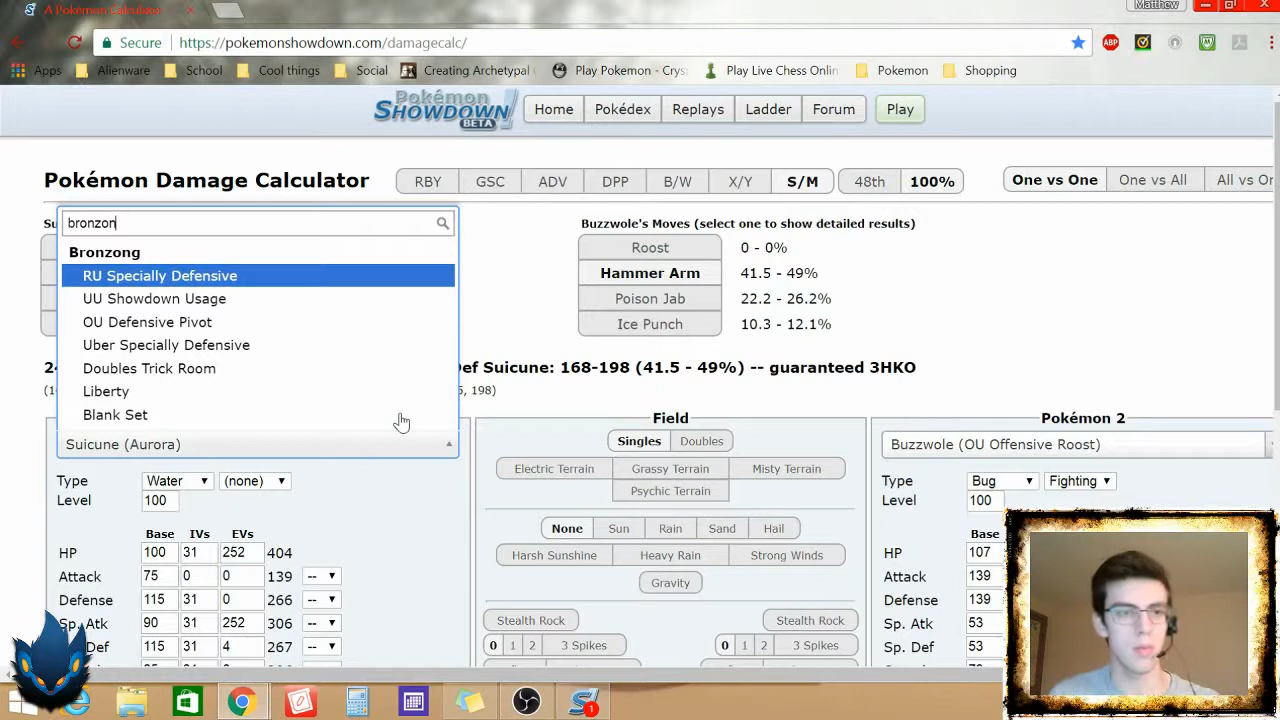 A Pokémon Calculator
Matthew
Secure https://pokemonshowdown.com/damagecalc/
ABP
Apps Alienware School Cool things Social Creating Archetypal Play Pokemon - Crys Play Live Chess Onlin Pokemon Shopping
Pokémon SHOWDOWN! BETA Home Pokédex Replays Ladder Forum Play
Pokémon Damage Calculator RBY GSC ADV DPP B/W X/Y S/M 48th 100% One vs One One vs All All vs On
Su Buzzwole's Moves (select one to show detailed results)
bronzon
Roost 0 - 0%
Bronzong
Hammer Arm 41.5 - 49%
RU Specially Defensive
UU Showdown Usage
Poison Jab 22.2 - 26.2%
OU Defensive Pivot
Ice Punch 10.3 - 12.1%
Uber Specially Defensive
Doubles Trick Room
24 Def Suicune: 168-198 (41.5 - 49%) -- guaranteed 3HKO
Liberty
5, 198)
Blank Set
Field Pokémon 2
Suicune (Aurora) Singles Doubles Buzzwole (OU Offensive Roost)
Electric Terrain Grassy Terrain Misty Terrain
Type Water (none) Type Bug Fighting
Psychic Terrain
Level 100 Level 100
None Sun Rain Sand Hail
Base IVs EVs Base
HP 100 31 252 404 Harsh Sunshine Heavy Rain Strong Winds HP 107
Attack 75 0 0 139 -- Gravity Attack 139
Defense 115 31 0 266 -- Defense 139
Sp. Atk 90 31 252 306 -- Stealth Rock Stealth Rock Sp. Atk 53
Sp. Def 115 31 4 267 -- 0 1 2 3 Spikes 0 1 2 3 Spikes Sp. Def 53
1